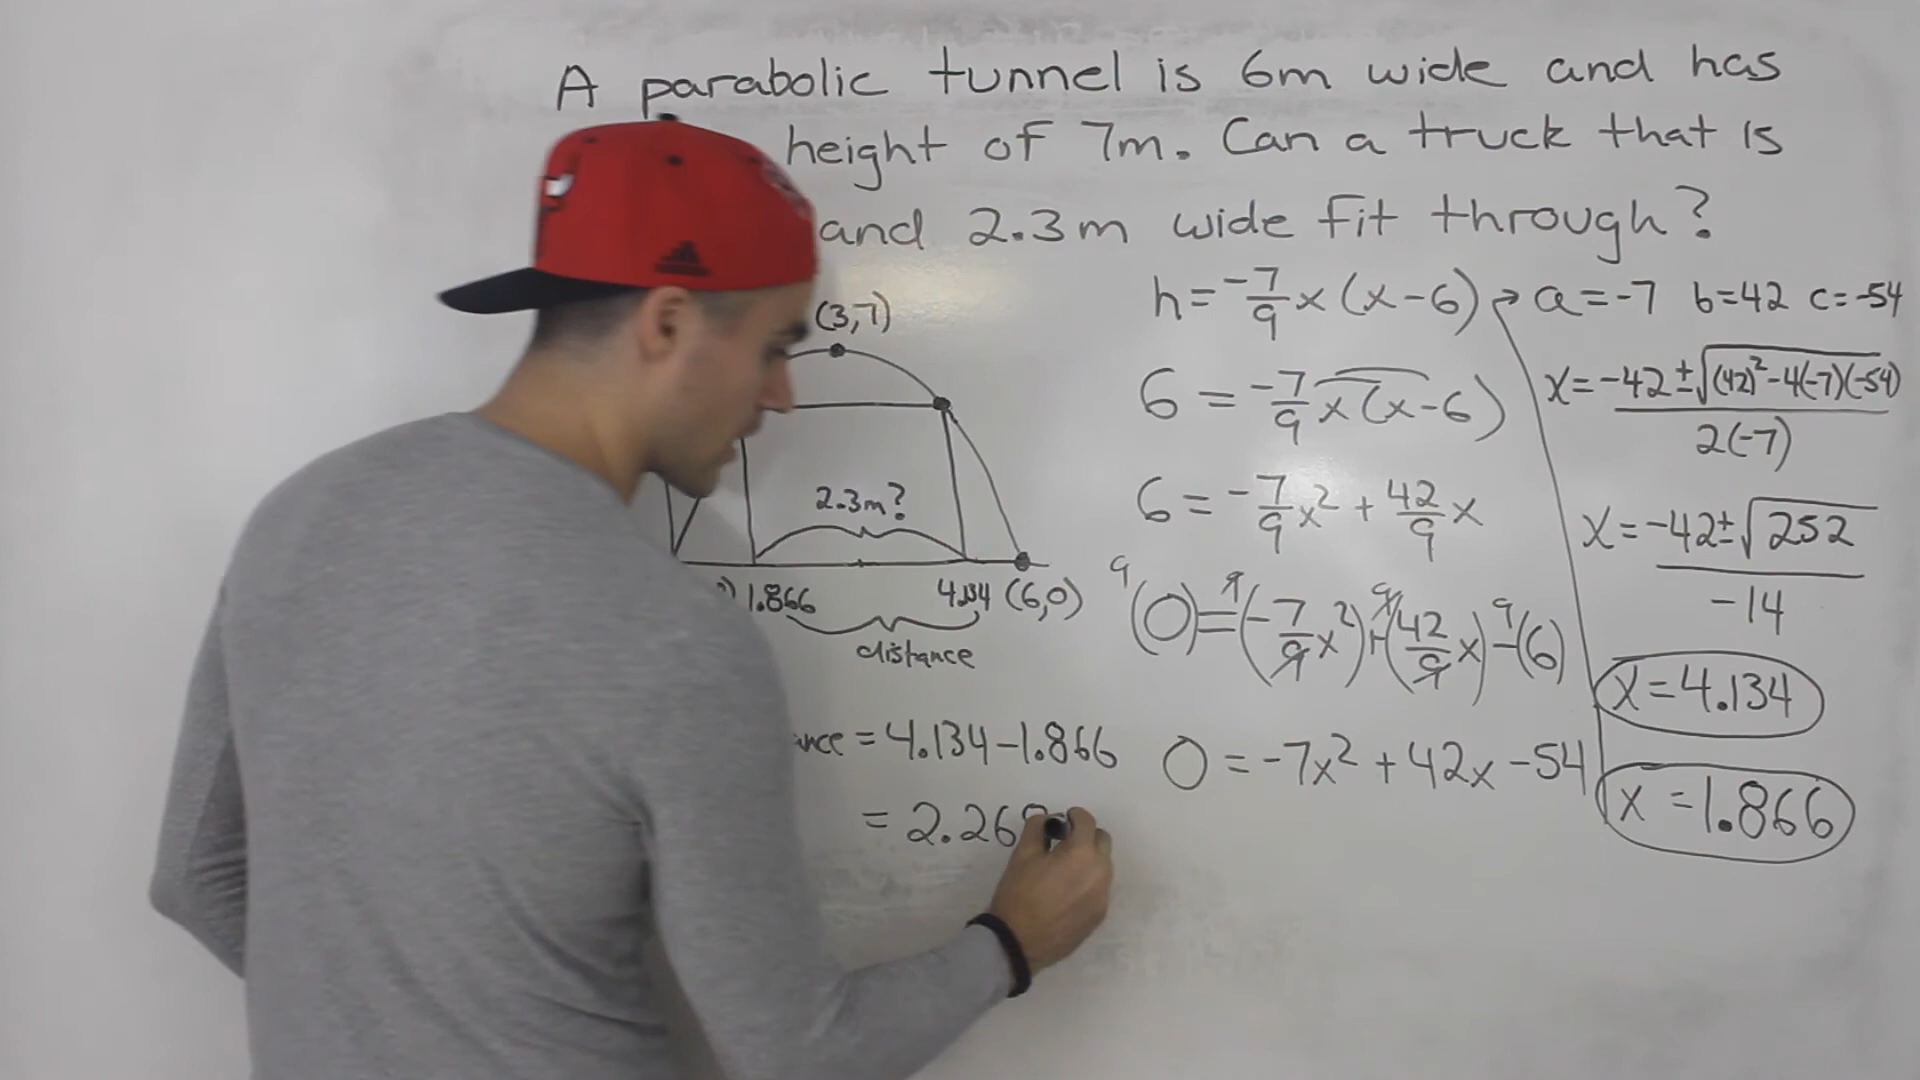 A parabolic tunnel is 6m wide and has
height of 7m. Can a truck that is
and 2.3m wide fit through?
(3,7)
2.3m?
1.866 4.134 (6,0)
distance
ance = 4.134-1.866
= 2.268
h = -7/9 x (x-6)
6 = -7/9 x (x-6)
6 = -7/9 x² + 42/9 x
9(0) = 9(-7/9 x²) + 9(42/9 x) - 9(6)
0 = -7x² + 42x - 54
a = -7 b = 42 c = -54
x = -42 ± √(42)² - 4(-7)(-54)
2(-7)
x = -42 ± √252
-14
x = 4.134
x = 1.866